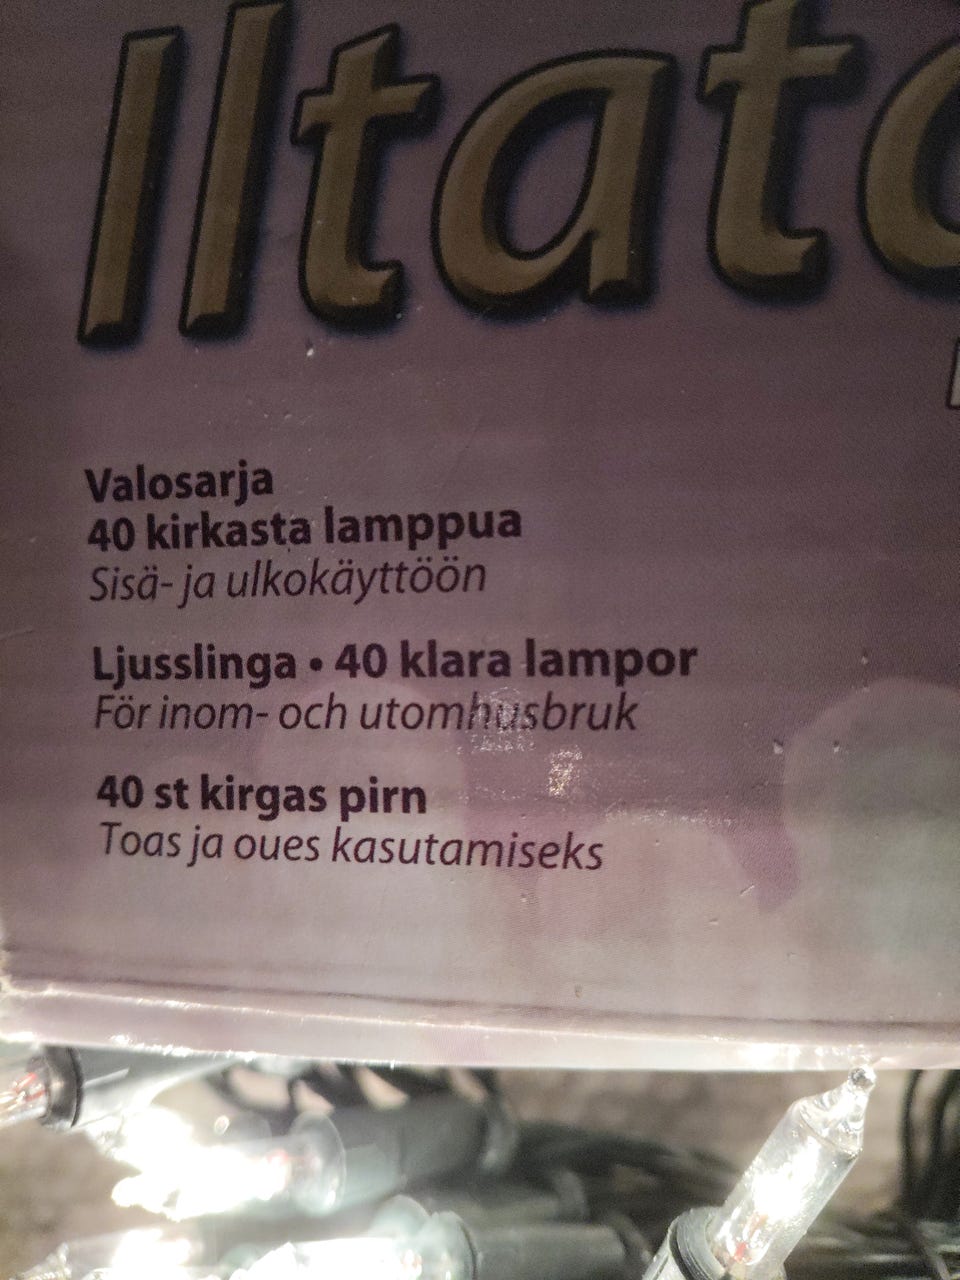 Valosarja
40 kirkasta lamppua
Sisä- ja ulkokäyttöön
Ljusslinga • 40 klara lampor
För inom- och utomhusbruk
40 st kirgas pirn
Toas ja oues kasutamiseks